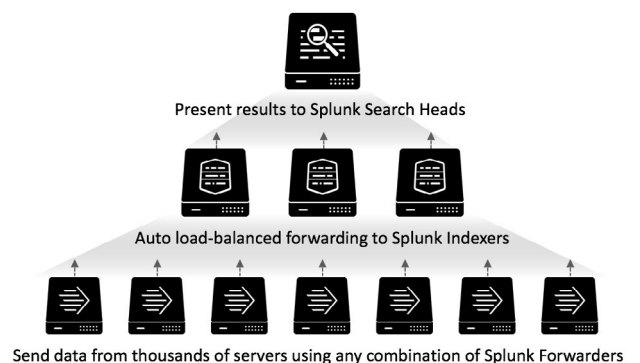 Present results to Splunk Search Heads
Auto load-balanced forwarding to Splunk Indexers
Send data from thousands of servers using any combination of Splunk Forwarders